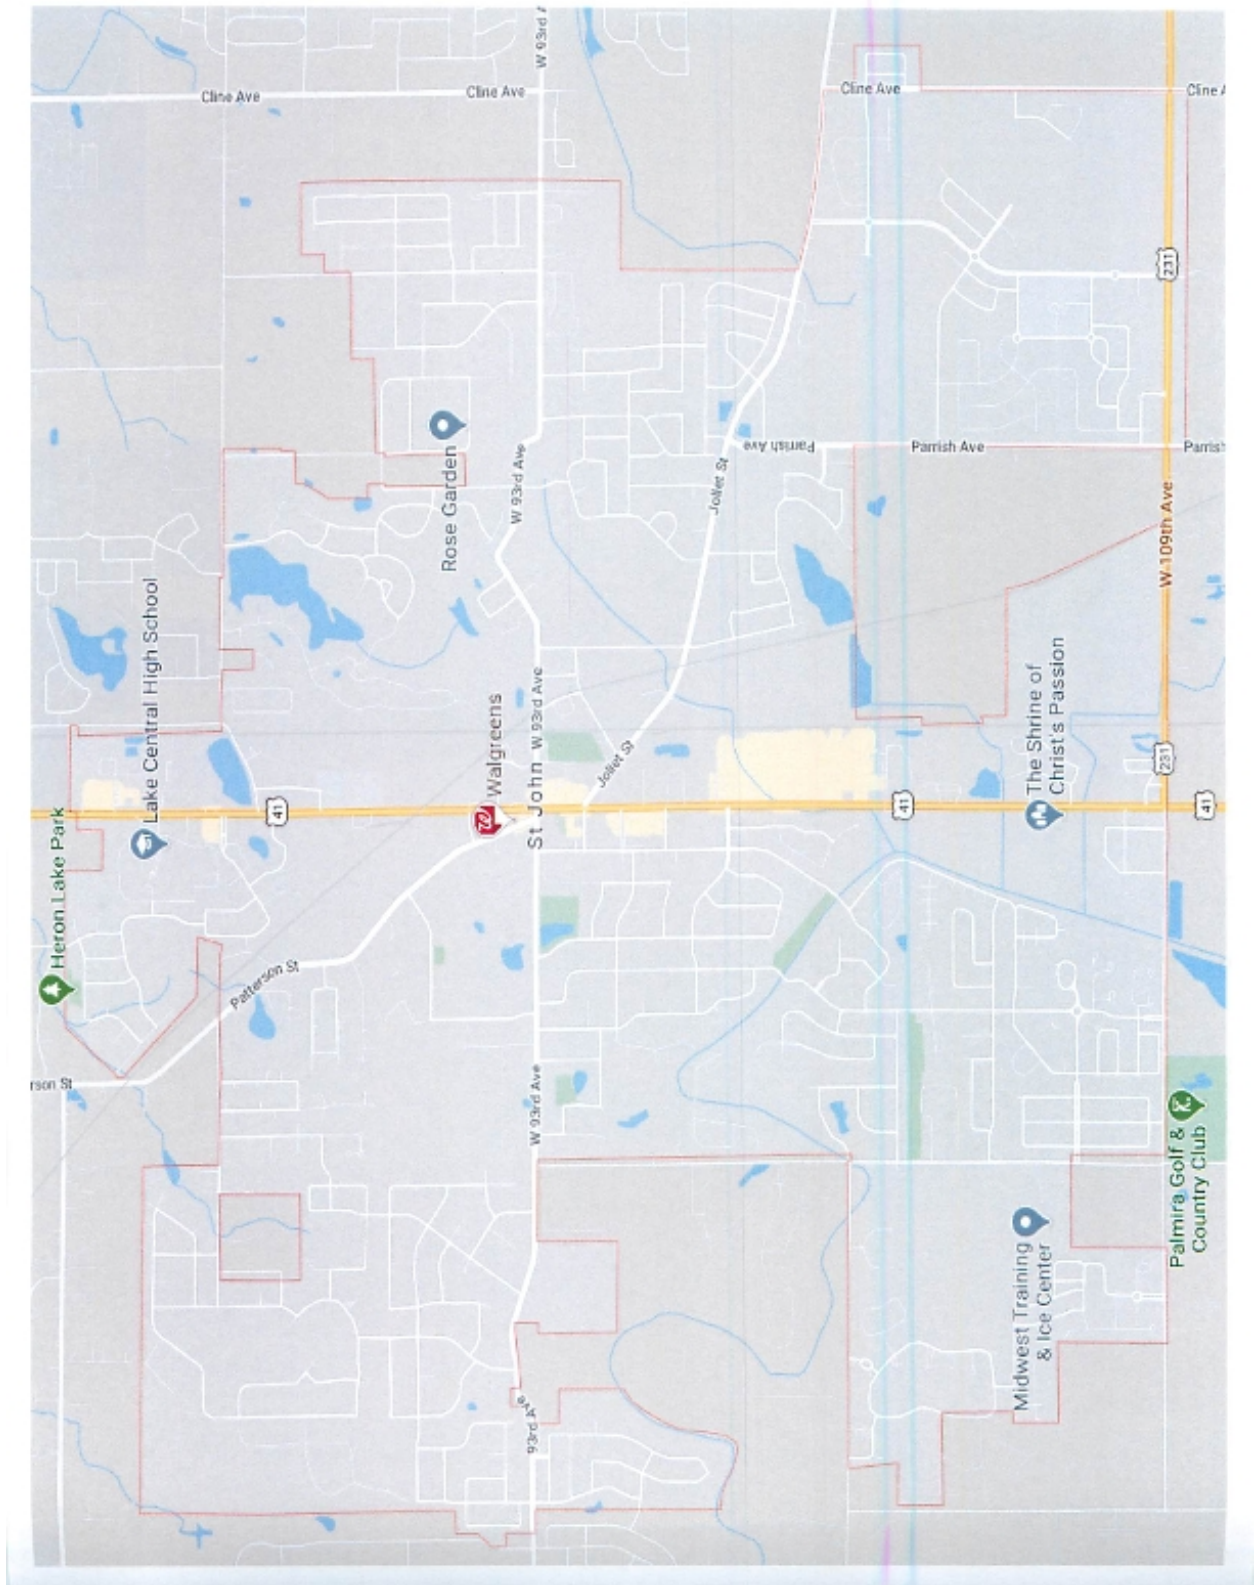 rson St
Heron Lake Park
Lake Central High School
Cline Ave
Patterson St
41
Rose Garden
Walgreens
Cline Ave
93rd Ave
W 93rd Ave
St John
W 93rd Ave
W 93rd Ave
W 93rd A
Joliet St
Joliet St
Parrish Ave
Cline Ave
41
Parrish Ave
Midwest Training
& Ice Center
The Shrine of
Christ's Passion
231
W 109th Ave
231
Palmira Golf &
Country Club
41
Parrish
Cline A